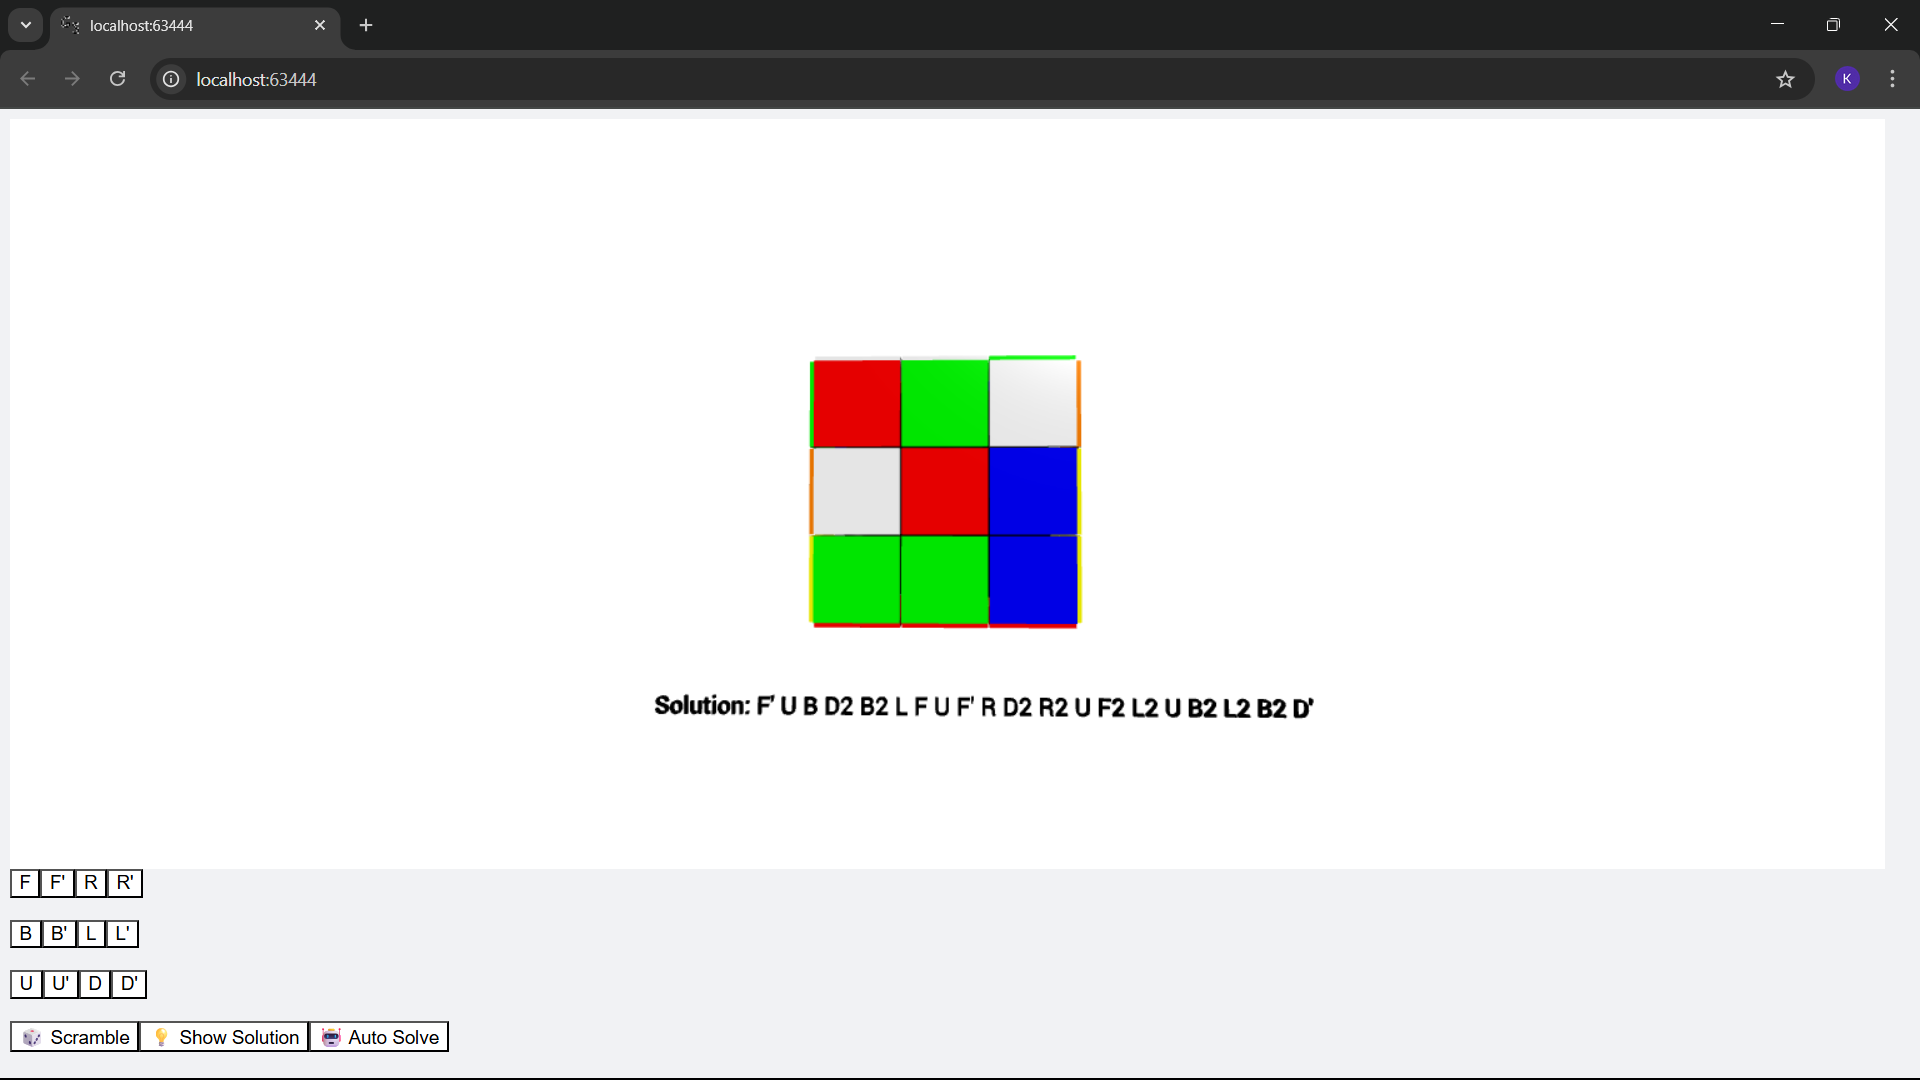 localhost:63444
localhost:63444
K
Solution: F' U B D2 B2 L F U F' R D2 R2 U F2 L2 U B2 L2 B2 D'
F F' R R'
B B' L L'
U U' D D'
Scramble Show Solution Auto Solve